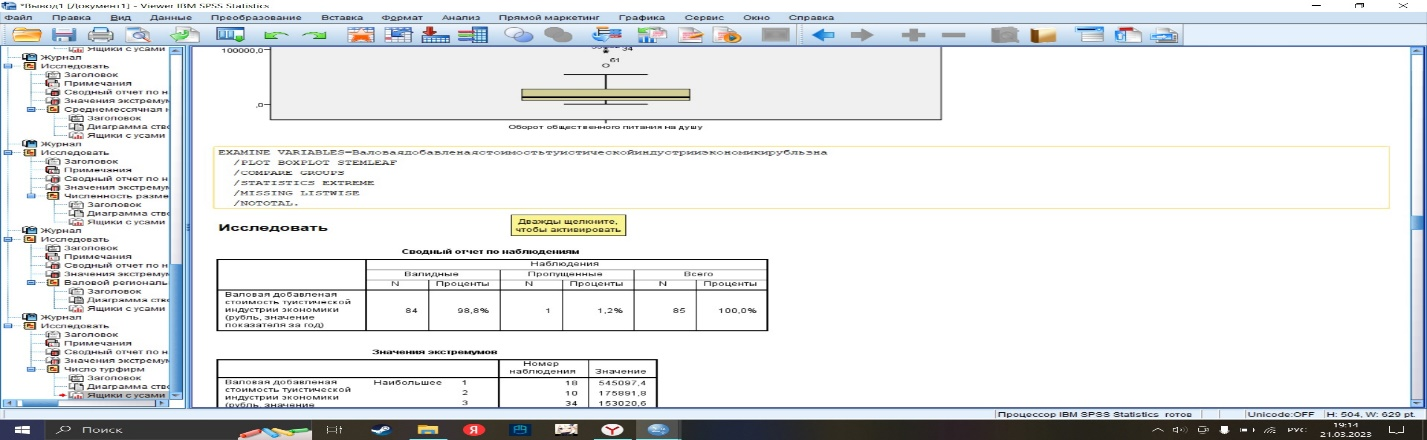 *Вывод1 [Документ1] - Viewer IBM SPSS Statistics
Файл Правка Вид Данные Преобразование Вставка Формат Анализ Прямой маркетинг Графика Сервис Окно Справка
Ящики с усами
Журнал
Исследовать
Заголовок
Примечания
Сводный отчет по н
Значения экстремум
Среднемесячная н
Заголовок
Диаграмма ство
Ящики с усами
Журнал
Исследовать
Заголовок
Примечания
Сводный отчет по н
Значения экстремум
Численность разме
Заголовок
Диаграмма ство
Ящики с усами
Журнал
Исследовать
Заголовок
Примечания
Сводный отчет по н
Значения экстремум
Валовой региональ
Заголовок
Диаграмма ство
Ящики с усами
Журнал
Исследовать
Заголовок
Примечания
Сводный отчет по н
Значения экстремум
Число турфирм
Заголовок
Диаграмма ство
Ящики с усами
100000,0
34
61
,0
Оборот общественного питания на душу
EXAMINE VARIABLES=Валоваядобавленаястоимостьтуистическойиндустрииэкономикирубльзна
/PLOT BOXPLOT STEMLEAF
/COMPARE GROUPS
/STATISTICS EXTREME
/MISSING LISTWISE
/NOTOTAL.
Дважды щелкните,
чтобы активировать
Исследовать
Сводный отчет по наблюдениям
Наблюдения
Валидные Пропущенные Всего
N Проценты N Проценты N Проценты
Валовая добавленая
стоимость туистической
индустрии экономики
(рубль, значение
показателя за год)
84 98,8% 1 1,2% 85 100,0%
Значения экстремумов
Номер
наблюдения Значение
Валовая добавленая Наибольшее 1 18 545097,4
стоимость туистической 2 10 175891,8
индустрии экономики 3 34 153020,6
(рубль, значение
Процессор IBM SPSS Statistics готов Unicode:OFF H: 504, W: 629 pt.
Поиск
РУС
19:14
21.03.2023